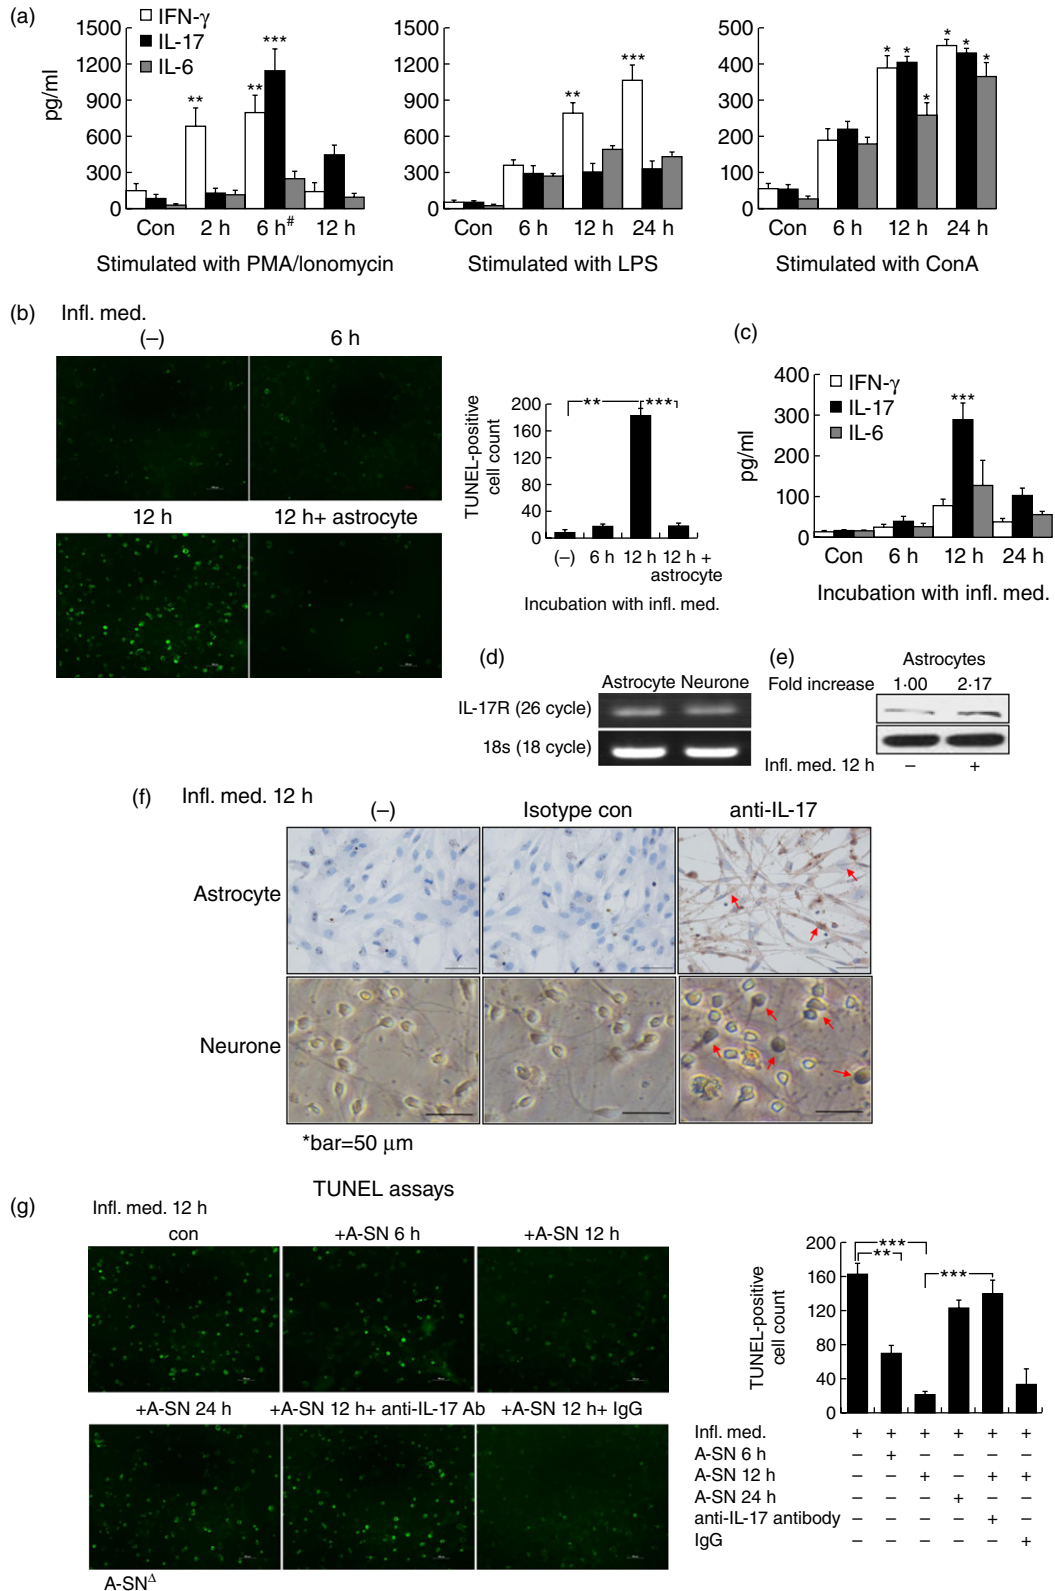 (a)
IFN-γ
IL-17
IL-6
pg/ml
1500
1200
900
600
300
0
**
**
***
Con 2 h 6 h# 12 h
Stimulated with PMA/Ionomycin
1500
1200
900
600
300
0
**
***
Con 6 h 12 h 24 h
Stimulated with LPS
500
400
300
200
100
0
* * * * * *
Con 6 h 12 h 24 h
Stimulated with ConA
(b) Infl. med.
(–) 6 h
12 h 12 h+ astrocyte
TUNEL-positive
cell count
200
160
120
80
40
0
** ***
(–) 6 h 12 h 12 h +
astrocyte
Incubation with infl. med.
(c)
IFN-γ
IL-17
IL-6
pg/ml
400
300
200
100
0
***
Con 6 h 12 h 24 h
Incubation with infl. med.
(d)
Astrocyte Neurone
IL-17R (26 cycle)
18s (18 cycle)
(e)
Astrocytes
Fold increase 1·00 2·17
Infl. med. 12 h – +
(f) Infl. med. 12 h
(–) Isotype con anti-IL-17
Astrocyte
Neurone
*bar=50 μm
(g) TUNEL assays
Infl. med. 12 h
con +A-SN 6 h +A-SN 12 h
+A-SN 24 h +A-SN 12 h+ anti-IL-17 Ab +A-SN 12 h+ IgG
A-SNΔ
TUNEL-positive
cell count
200
160
120
80
40
0
***
**
***
Infl. med. + + + + + +
A-SN 6 h – + – – – –
A-SN 12 h – – + – + +
A-SN 24 h – – – + – –
anti-IL-17 antibody – – – – + –
IgG – – – – – +